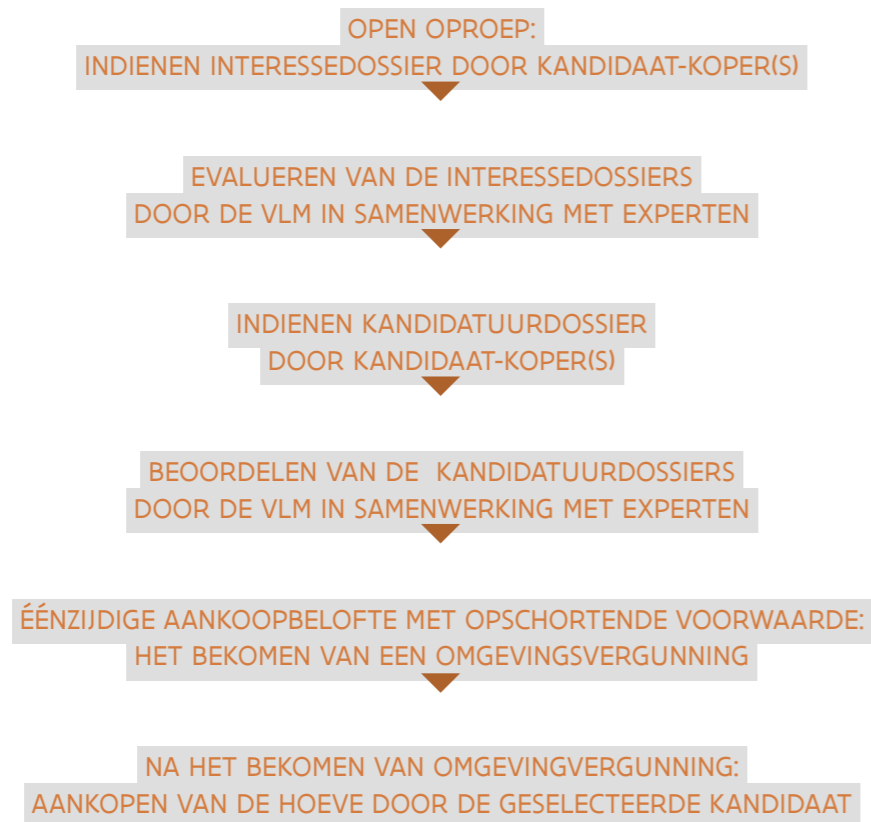 OPEN OPROEP:
INDIENEN INTERESSEDOSSIER DOOR KANDIDAAT-KOPER(S)
EVALUEREN VAN DE INTERESSEDOSSIERS
DOOR DE VLM IN SAMENWERKING MET EXPERTEN
INDIENEN KANDIDATUURDOSSIER
DOOR KANDIDAAT-KOPER(S)
BEOORDELEN VAN DE KANDIDATUURDOSSIERS
DOOR DE VLM IN SAMENWERKING MET EXPERTEN
ÉÉNZIJDIGE AANKOOPBELOFTE MET OPSCHORTENDE VOORWAARDE:
HET BEKOMEN VAN EEN OMGEVINGSVERGUNNING
NA HET BEKOMEN VAN OMGEVINGVERGUNNING:
AANKOPEN VAN DE HOEVE DOOR DE GESELECTEERDE KANDIDAAT